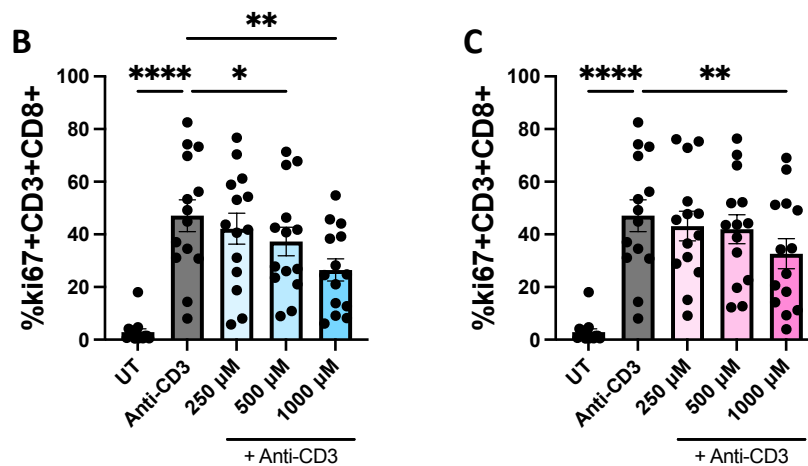 B
**
**** *
%ki67+CD3+CD8+
100
80
60
40
20
0
UT
Anti-CD3
250 µM
500 µM
1000 µM
+ Anti-CD3
C
**** **
%ki67+CD3+CD8+
100
80
60
40
20
0
UT
Anti-CD3
250 µM
500 µM
1000 µM
+ Anti-CD3